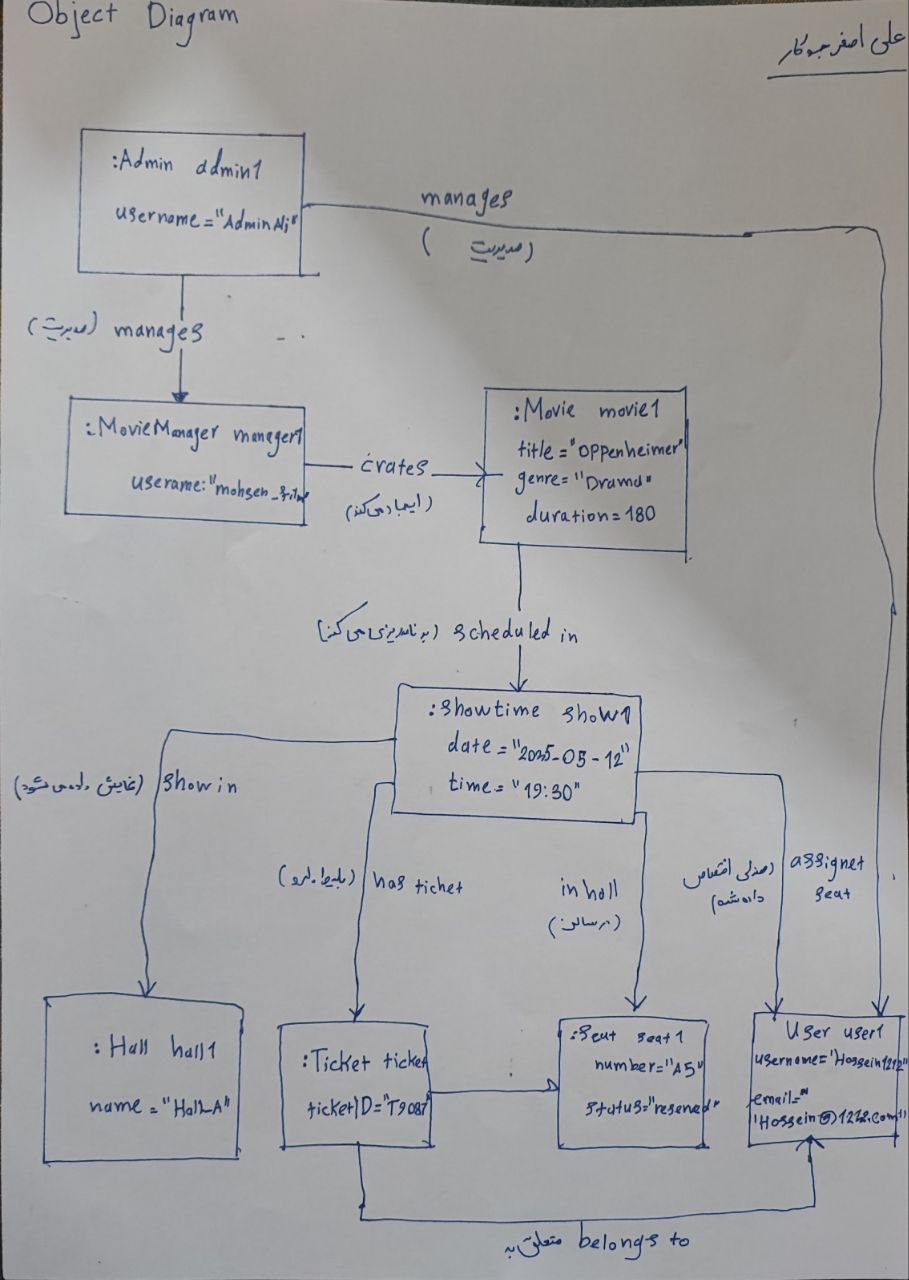 Object Diagram
علی اصغر جوکار
:Admin admin1
username="AdminAli"
manages
(مدیریت)
(مدیریت) manages
:MovieManager manager1
userame:"mohsen_film"
crates
(ایجاد می‌کند)
:Movie movie1
title="Oppenheimer"
genre="Drama"
duration=180
(برنامه‌ریزی می‌کند) scheduled in
:showtime show1
date="2025-05-12"
time="19:30"
(نمایش داده می‌شود) show in
(بلیط دارد) has ticket
in hall
(در سالن)
(صندلی اختصاص
داده شده)
assignet
seat
:Hall hall1
name="Hall_A"
:Ticket ticket
ticketID="T9087"
:Seat seat1
number="A5"
status="reserved"
User user1
username="Hossein1212"
email="
"Hossein@1212.com"
متعلق به belongs to